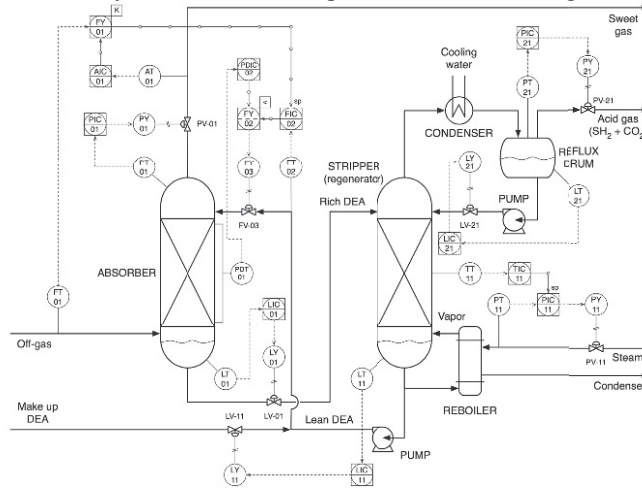 FY 01
K
Sweet gas
AIC 01
AT 01
PDIC 02
PIC 21
PY 21
Cooling water
PT 21
PV-21
PIC 01
PY 01
PV-01
FY 02
<
sp
FIC 02
CONDENSER
Acid gas
(SH2 + CO2)
REFLUX
DRUM
PT 01
FY 03
TT 02
STRIPPER
(regenerator)
LY 21
LT 21
Rich DEA
PUMP
FV-03
LV-21
LIC 21
ABSORBER
PDT 01
TT 11
TIC 11
sp
FT 01
LIC 01
Vapor
PT 11
PIC 11
PY 11
Off-gas
LY 01
PV-11
Steam
LT 01
LT 11
Condense
REBOILER
Make up
DEA
LV-11
LV-01
Lean DEA
PUMP
LY 11
LIC 11